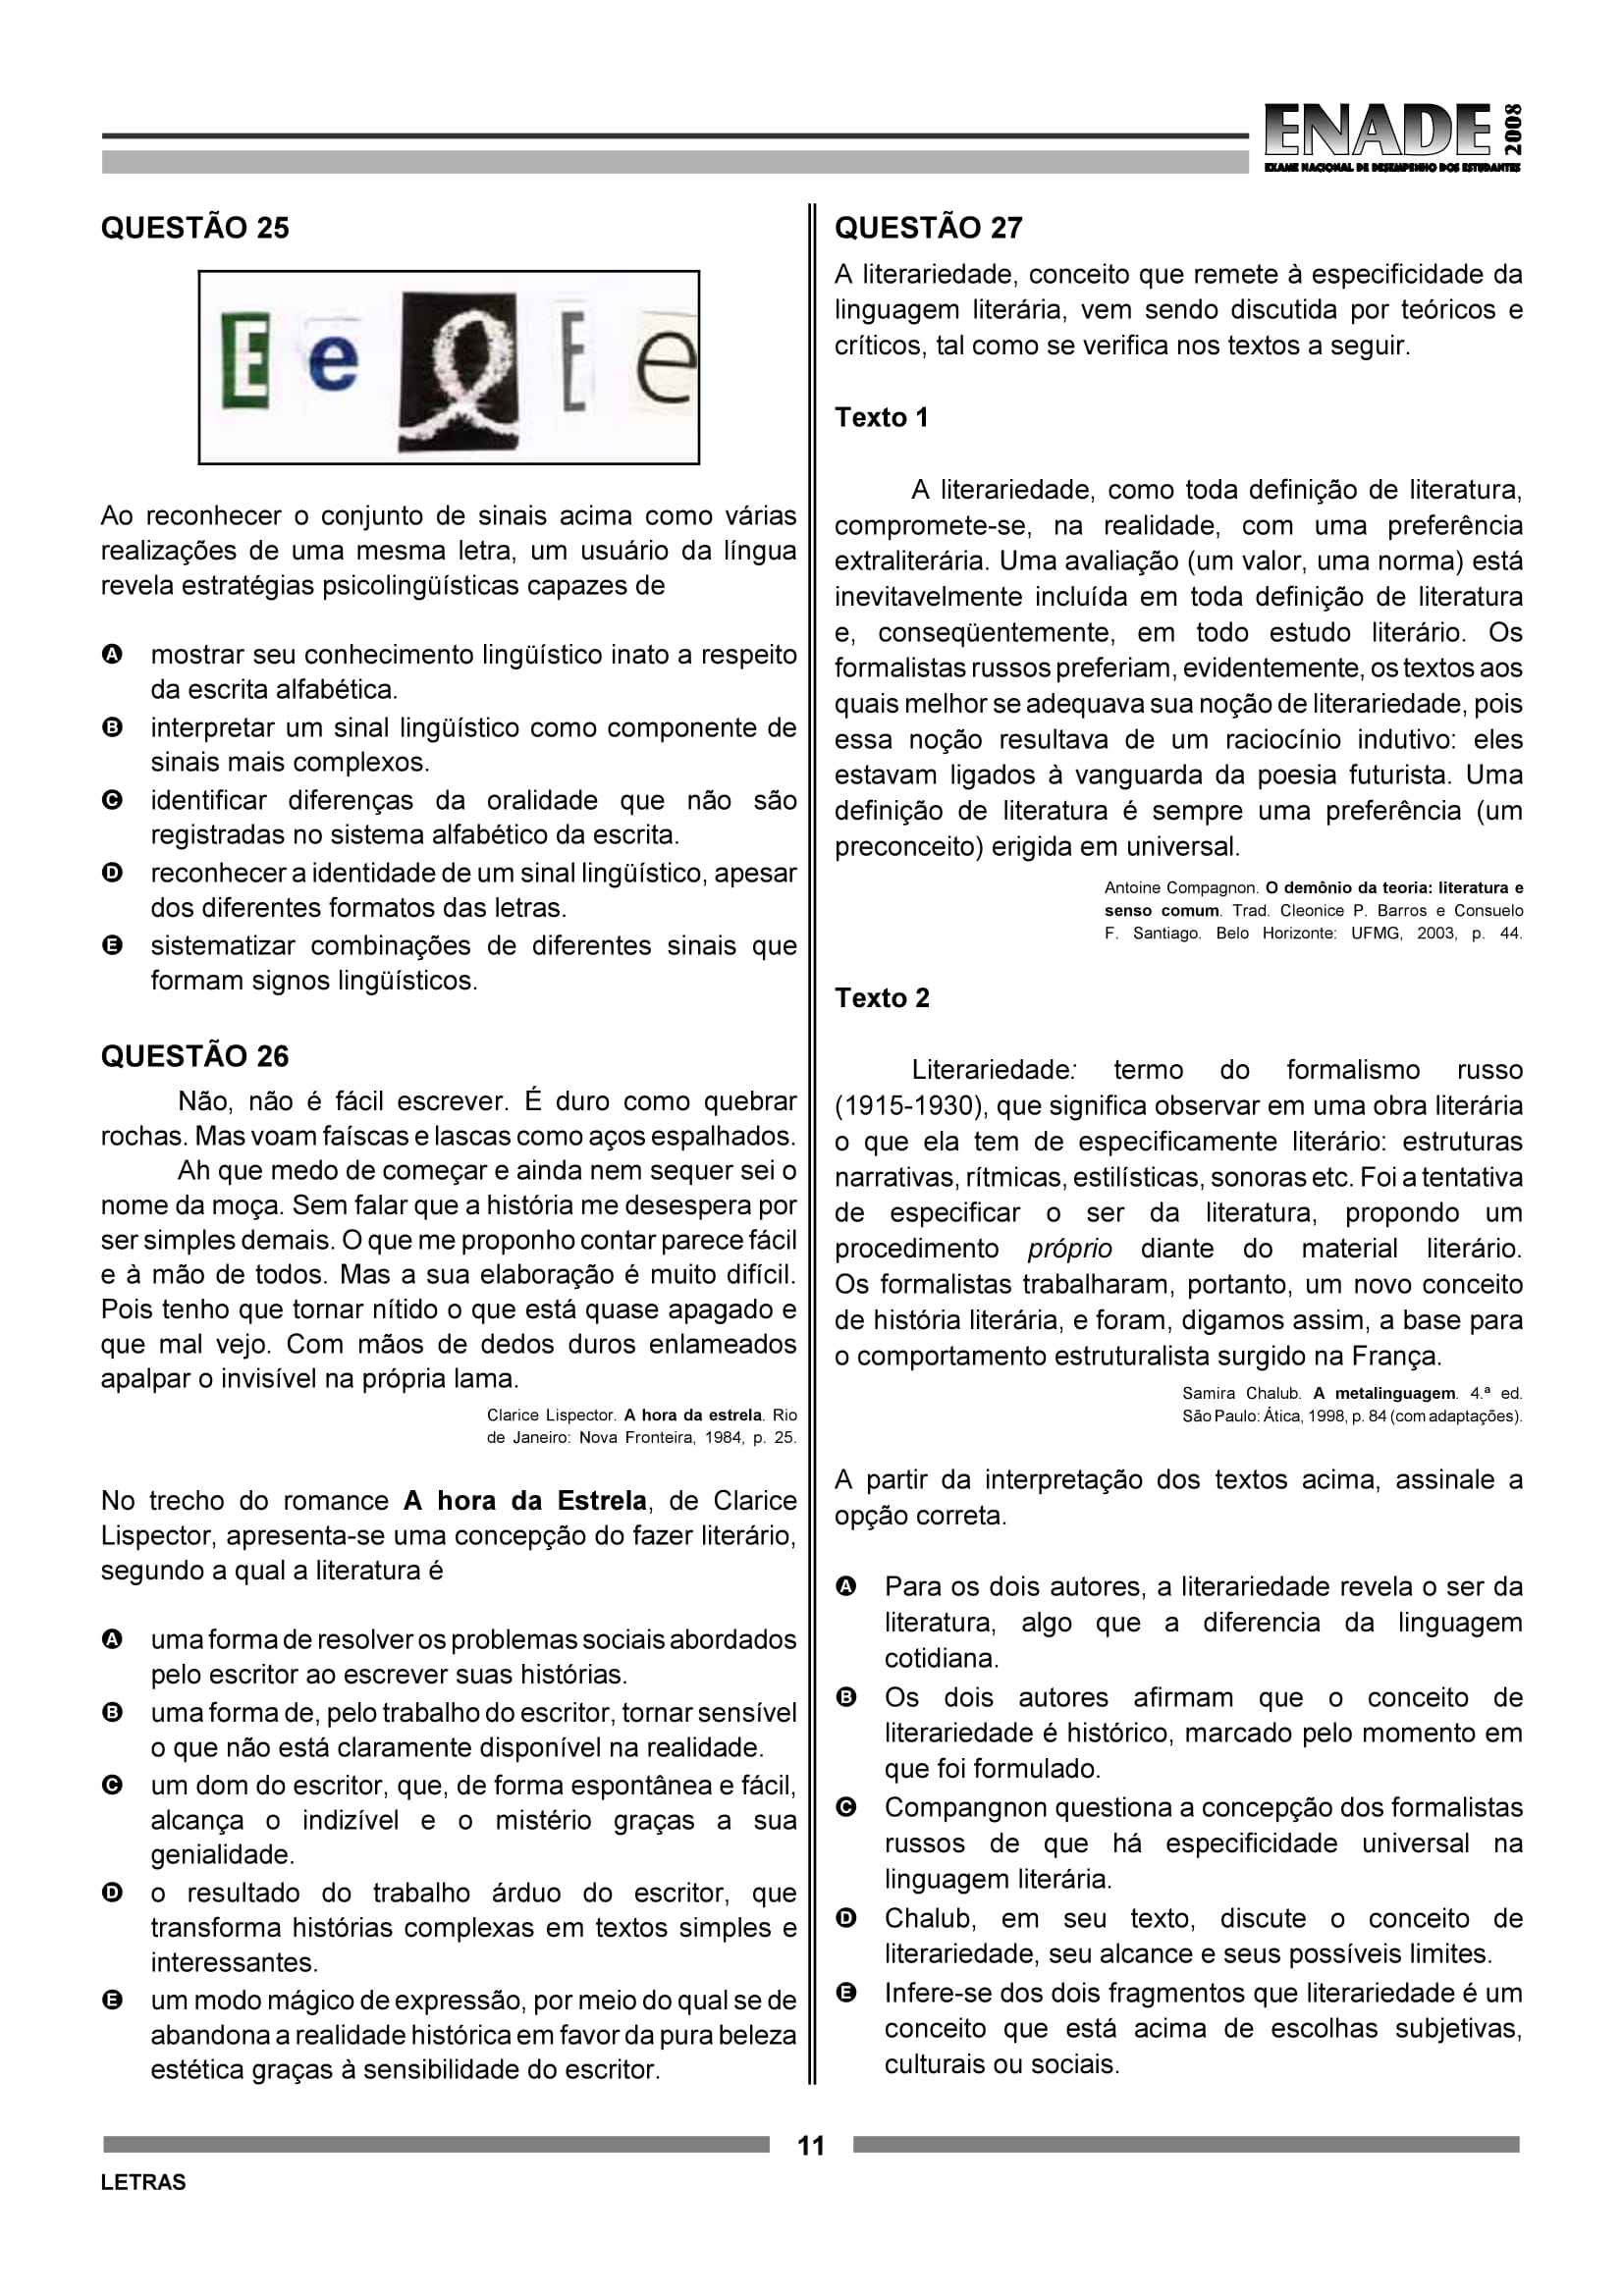 ENADE 2008
EXAME NACIONAL DE DESEMPENHO DOS ESTUDANTES
QUESTÃO 25
E e e E e
Ao reconhecer o conjunto de sinais acima como várias
realizações de uma mesma letra, um usuário da língua
revela estratégias psicolingüísticas capazes de
A mostrar seu conhecimento lingüístico inato a respeito
da escrita alfabética.
B interpretar um sinal lingüístico como componente de
sinais mais complexos.
C identificar diferenças da oralidade que não são
registradas no sistema alfabético da escrita.
D reconhecer a identidade de um sinal lingüístico, apesar
dos diferentes formatos das letras.
E sistematizar combinações de diferentes sinais que
formam signos lingüísticos.
QUESTÃO 26
Não, não é fácil escrever. É duro como quebrar
rochas. Mas voam faíscas e lascas como aços espalhados.
Ah que medo de começar e ainda nem sequer sei o
nome da moça. Sem falar que a história me desespera por
ser simples demais. O que me proponho contar parece fácil
e à mão de todos. Mas a sua elaboração é muito difícil.
Pois tenho que tornar nítido o que está quase apagado e
que mal vejo. Com mãos de dedos duros enlameados
apalpar o invisível na própria lama.
Clarice Lispector. A hora da estrela. Rio
de Janeiro: Nova Fronteira, 1984, p. 25.
No trecho do romance A hora da Estrela, de Clarice
Lispector, apresenta-se uma concepção do fazer literário,
segundo a qual a literatura é
A uma forma de resolver os problemas sociais abordados
pelo escritor ao escrever suas histórias.
B uma forma de, pelo trabalho do escritor, tornar sensível
o que não está claramente disponível na realidade.
C um dom do escritor, que, de forma espontânea e fácil,
alcança o indizível e o mistério graças a sua
genialidade.
D o resultado do trabalho árduo do escritor, que
transforma histórias complexas em textos simples e
interessantes.
E um modo mágico de expressão, por meio do qual se de
abandona a realidade histórica em favor da pura beleza
estética graças à sensibilidade do escritor.
QUESTÃO 27
A literariedade, conceito que remete à especificidade da
linguagem literária, vem sendo discutida por teóricos e
críticos, tal como se verifica nos textos a seguir.
Texto 1
A literariedade, como toda definição de literatura,
compromete-se, na realidade, com uma preferência
extraliterária. Uma avaliação (um valor, uma norma) está
inevitavelmente incluída em toda definição de literatura
e, conseqüentemente, em todo estudo literário. Os
formalistas russos preferiam, evidentemente, os textos aos
quais melhor se adequava sua noção de literariedade, pois
essa noção resultava de um raciocínio indutivo: eles
estavam ligados à vanguarda da poesia futurista. Uma
definição de literatura é sempre uma preferência (um
preconceito) erigida em universal.
Antoine Compagnon. O demônio da teoria: literatura e
senso comum. Trad. Cleonice P. Barros e Consuelo
F. Santiago. Belo Horizonte: UFMG, 2003, p. 44.
Texto 2
Literariedade: termo do formalismo russo
(1915-1930), que significa observar em uma obra literária
o que ela tem de especificamente literário: estruturas
narrativas, rítmicas, estilísticas, sonoras etc. Foi a tentativa
de especificar o ser da literatura, propondo um
procedimento próprio diante do material literário.
Os formalistas trabalharam, portanto, um novo conceito
de história literária, e foram, digamos assim, a base para
o comportamento estruturalista surgido na França.
Samira Chalub. A metalinguagem. 4.ª ed.
São Paulo: Ática, 1998, p. 84 (com adaptações).
A partir da interpretação dos textos acima, assinale a
opção correta.
A Para os dois autores, a literariedade revela o ser da
literatura, algo que a diferencia da linguagem
cotidiana.
B Os dois autores afirmam que o conceito de
literariedade é histórico, marcado pelo momento em
que foi formulado.
C Compangnon questiona a concepção dos formalistas
russos de que há especificidade universal na
linguagem literária.
D Chalub, em seu texto, discute o conceito de
literariedade, seu alcance e seus possíveis limites.
E Infere-se dos dois fragmentos que literariedade é um
conceito que está acima de escolhas subjetivas,
culturais ou sociais.
11
LETRAS